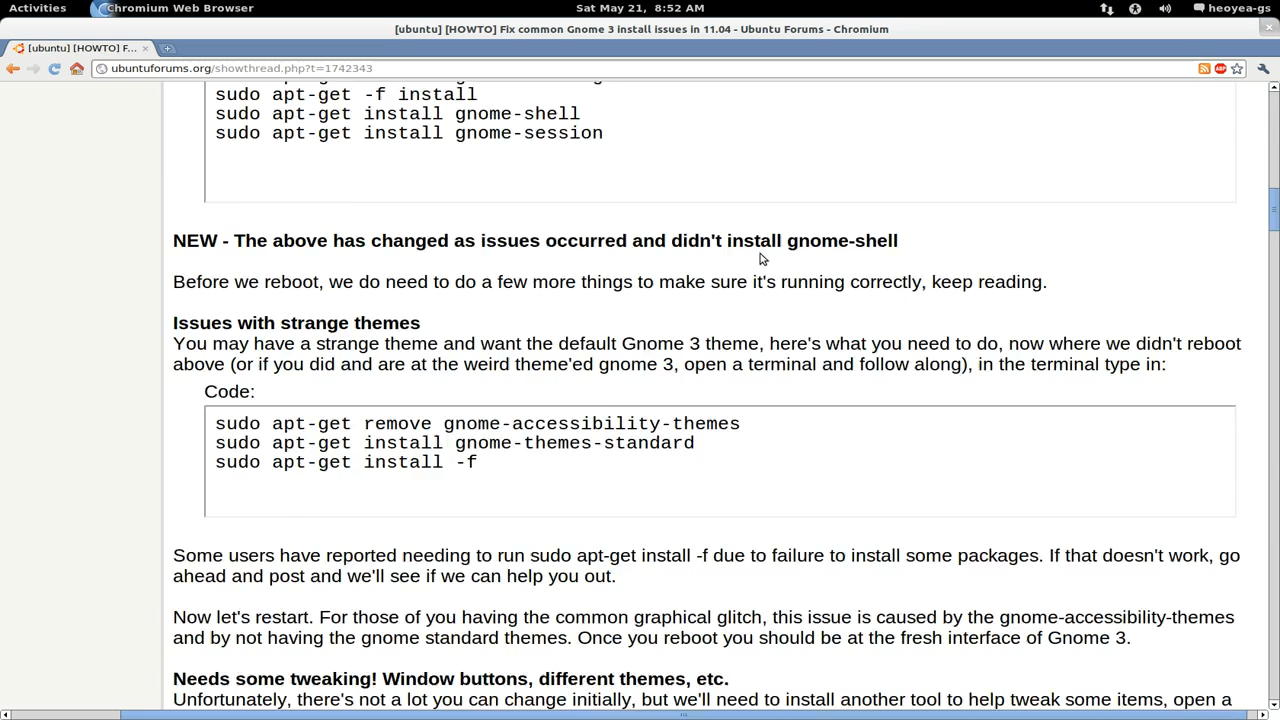 Activities Chromium Web Browser Sat May 21, 8:52 AM heoyea-gs
[ubuntu] [HOWTO] Fix common Gnome 3 install issues in 11.04 - Ubuntu Forums - Chromium
[ubuntu] [HOWTO] F...
ubuntuforums.org/showthread.php?t=1742343
ABP
sudo apt-get -f install
sudo apt-get install gnome-shell
sudo apt-get install gnome-session
NEW - The above has changed as issues occurred and didn't install gnome-shell
Before we reboot, we do need to do a few more things to make sure it's running correctly, keep reading.
Issues with strange themes
You may have a strange theme and want the default Gnome 3 theme, here's what you need to do, now where we didn't reboot
above (or if you did and are at the weird theme'ed gnome 3, open a terminal and follow along), in the terminal type in:
Code:
sudo apt-get remove gnome-accessibility-themes
sudo apt-get install gnome-themes-standard
sudo apt-get install -f
Some users have reported needing to run sudo apt-get install -f due to failure to install some packages. If that doesn't work, go
ahead and post and we'll see if we can help you out.
Now let's restart. For those of you having the common graphical glitch, this issue is caused by the gnome-accessibility-themes
and by not having the gnome standard themes. Once you reboot you should be at the fresh interface of Gnome 3.
Needs some tweaking! Window buttons, different themes, etc.
Unfortunately, there's not a lot you can change initially, but we'll need to install another tool to help tweak some items, open a